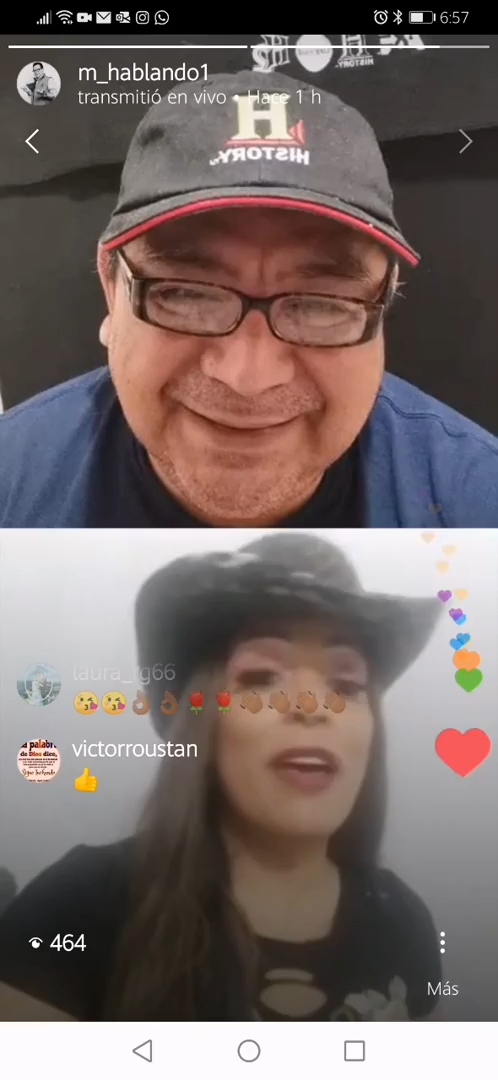 6:57
m_hablando1
transmitió en vivo • Hace 1 h
H
HISTORY
laura_rg66
victorroustan
464
Más